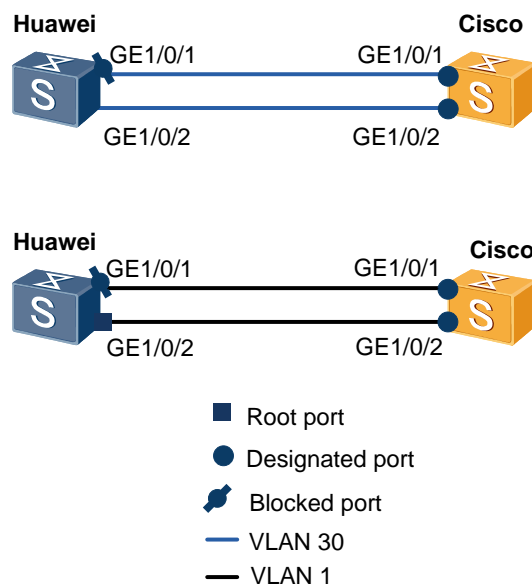 Huawei Cisco
GE1/0/1 GE1/0/1
S S
GE1/0/2 GE1/0/2
Huawei Cisco
GE1/0/1 GE1/0/1
S S
GE1/0/2 GE1/0/2
Root port
Designated port
Blocked port
VLAN 30
VLAN 1